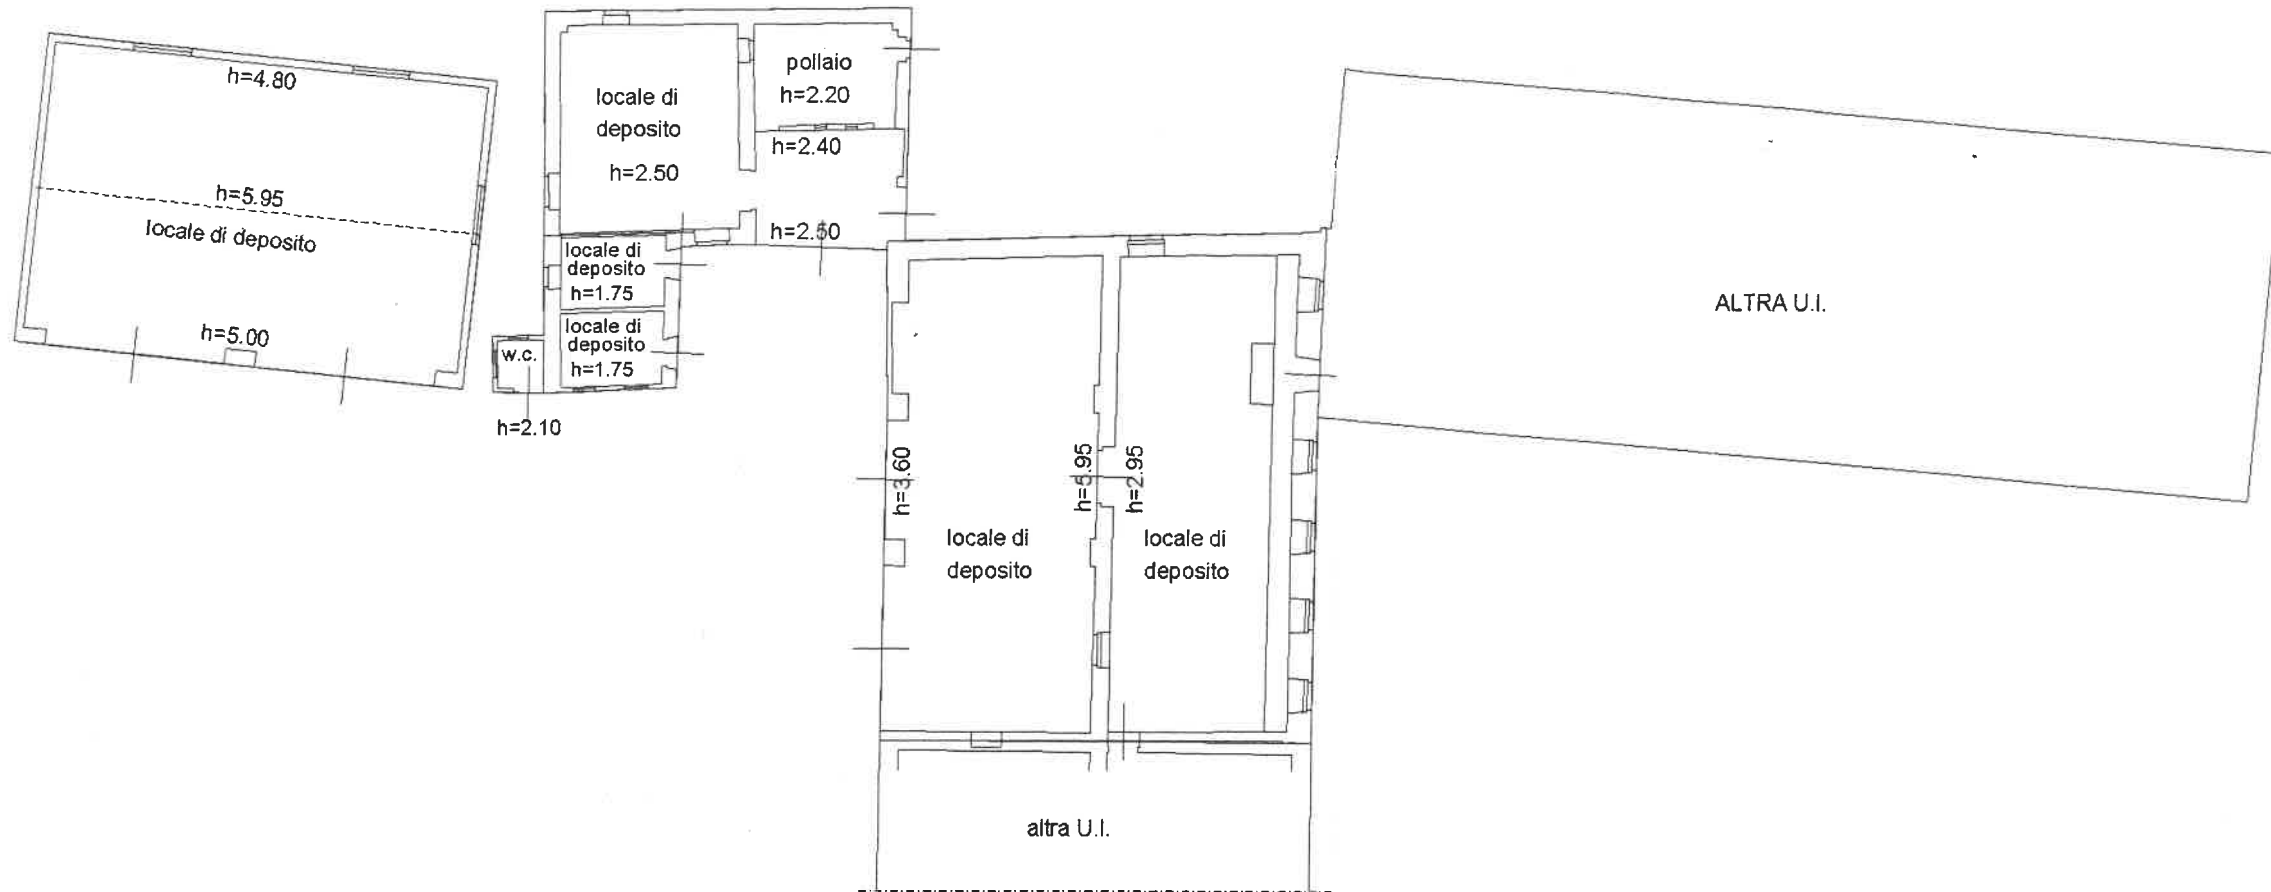 h=4.80
h=5.95
locale di deposito
h=5.00
locale di
deposito
h=2.50
pollaio
h=2.20
h=2.40
h=2.50
locale di
deposito
h=1.75
locale di
deposito
h=1.75
w.c.
h=2.10
h=3.60
locale di
deposito
h=5.95
h=2.95
locale di
deposito
ALTRA U.I.
altra U.I.